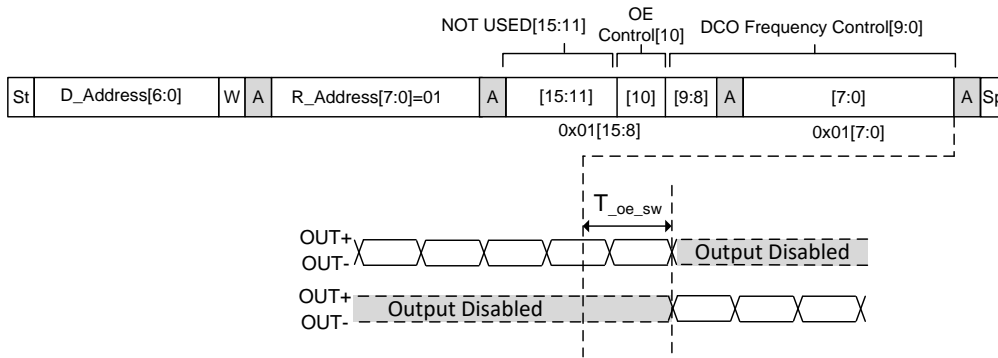 NOT USED[15:11]
OE
Control[10]
DCO Frequency Control[9:0]
St D_Address[6:0] W A R_Address[7:0]=01 A [15:11] [10] [9:8] A [7:0] A Sp
0x01[15:8] 0x01[7:0]
T_oe_sw
OUT+
OUT-
Output Disabled
OUT+
OUT-
Output Disabled